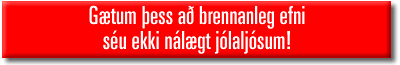 Gætum þess að brennanleg efni
séu ekki nálægt jólaljósum!